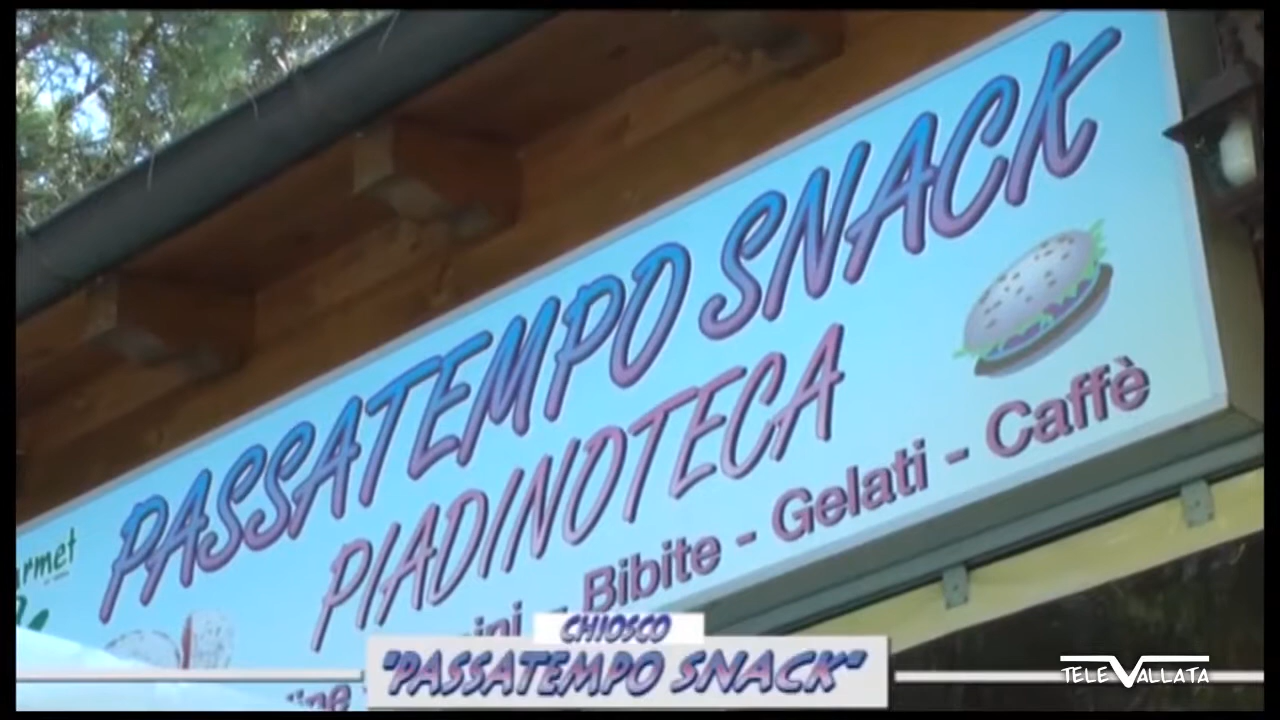 PASSATEMPO SNACK
PIADINOTECA
- Bibite - Gelati - Caffè
CHIOSCO
"PASSATEMPO SNACK"
TELEVALLATA